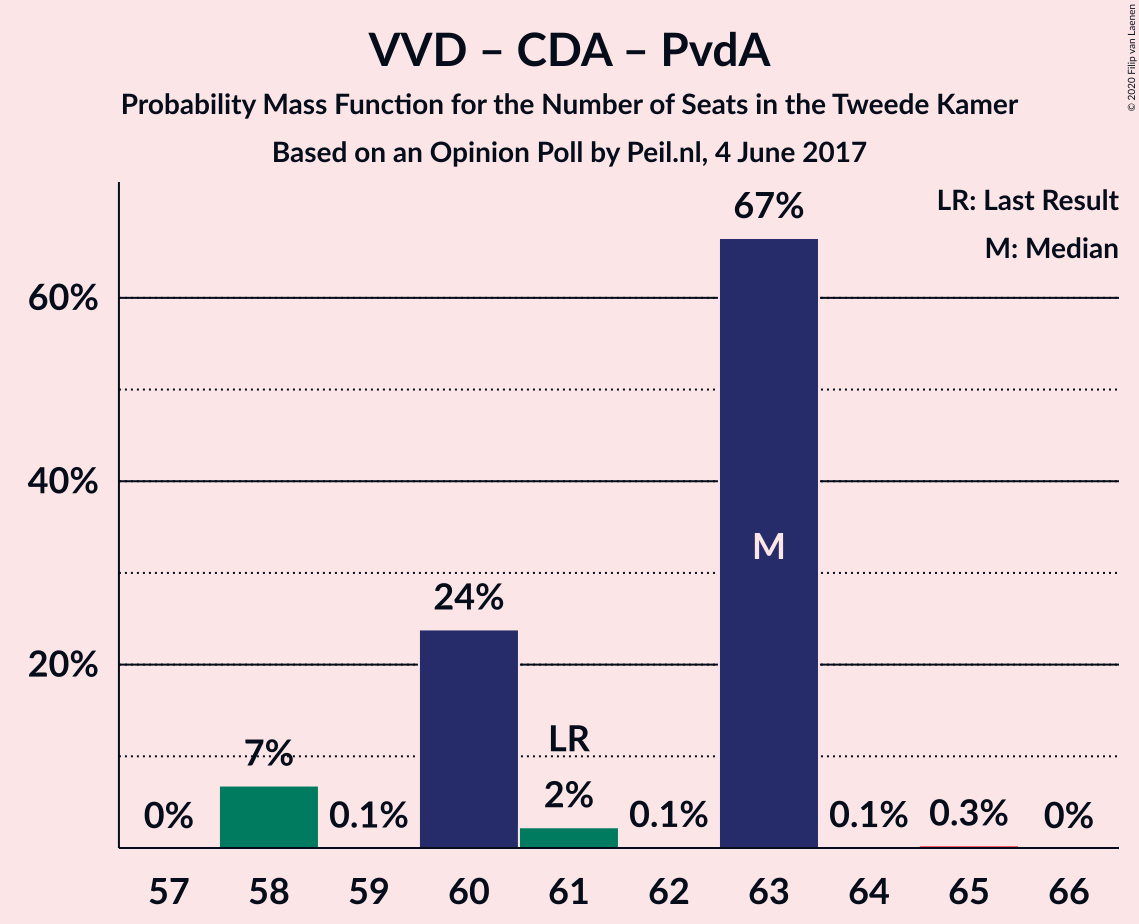 VVD – CDA – PvdA
Probability Mass Function for the Number of Seats in the Tweede Kamer
Based on an Opinion Poll by Peil.nl, 4 June 2017
© 2020 Filip van Laenen
LR: Last Result
M: Median
60%
40%
20%
0%
7%
0.1%
24%
LR
2%
0.1%
67%
M
0.1%
0.3%
0%
57 58 59 60 61 62 63 64 65 66